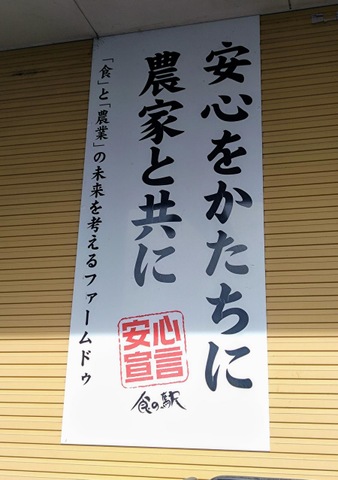 安心をかたちに
農家と共に
安心
宣言
食の駅
「食」と「農業」の未来を考えるファームドゥ